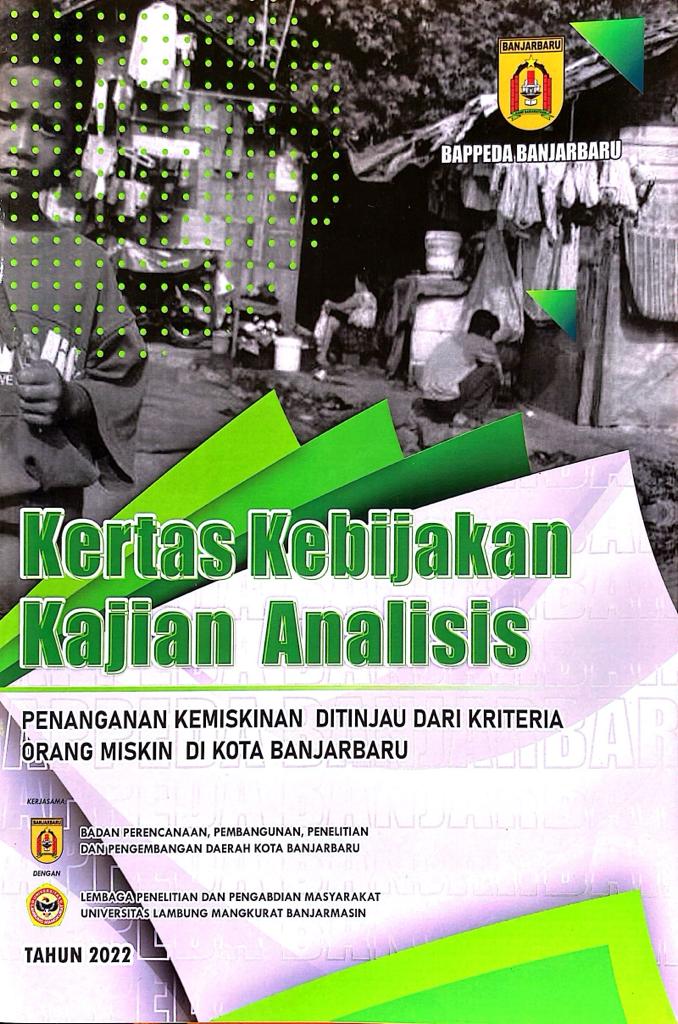 BANJARBARU
BAPPEDA BANJARBARU
Kertas Kebijakan
Kajian Analisis
PENANGANAN KEMISKINAN DITINJAU DARI KRITERIA
ORANG MISKIN DI KOTA BANJARBARU
KERJASAMA:
BANJARBARU
BADAN PERENCANAAN, PEMBANGUNAN, PENELITIAN
DAN PENGEMBANGAN DAERAH KOTA BANJARBARU
DENGAN
LEMBAGA PENELITIAN DAN PENGABDIAN MASYARAKAT
UNIVERSITAS LAMBUNG MANGKURAT BANJARMASIN
TAHUN 2022